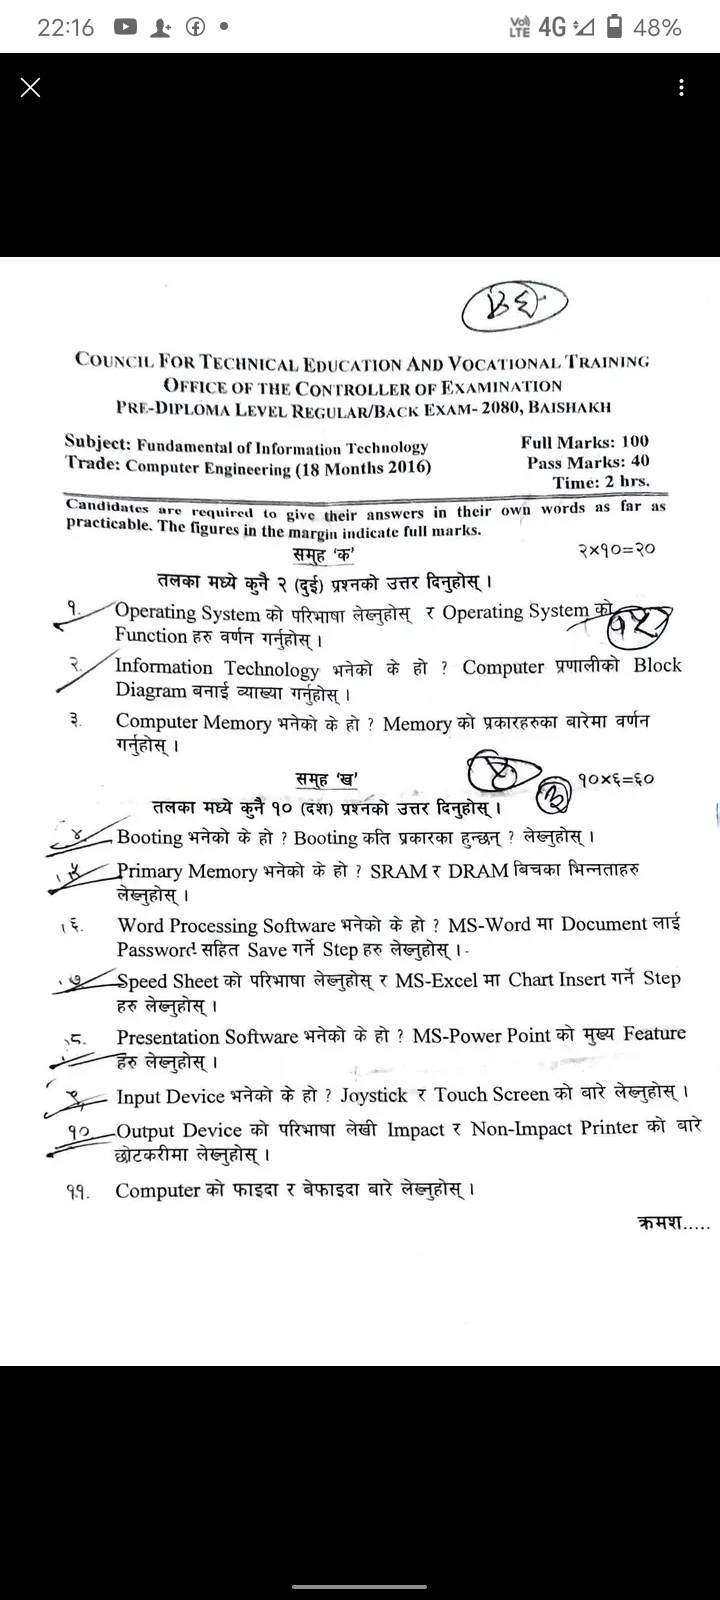 22:16
VoLTE 4G 48%
COUNCIL FOR TECHNICAL EDUCATION AND VOCATIONAL TRAINING
OFFICE OF THE CONTROLLER OF EXAMINATION
PRE-DIPLOMA LEVEL REGULAR/BACK EXAM- 2080, BAISHAKH
Subject: Fundamental of Information Technology Full Marks: 100
Trade: Computer Engineering (18 Months 2016) Pass Marks: 40
Time: 2 hrs.
Candidates are required to give their answers in their own words as far as
practicable. The figures in the margin indicate full marks.
समुह ‘क’ २×१०=२०
तलका मध्ये कुनै २ (दुई) प्रश्नको उत्तर दिनुहोस् ।
१. Operating System को परिभाषा लेख्नुहोस् र Operating System को
Function हरु वर्णन गर्नुहोस् ।
२. Information Technology भनेको के हो ? Computer प्रणालीको Block
Diagram बनाई व्याख्या गर्नुहोस् ।
३. Computer Memory भनेको के हो ? Memory को प्रकारहरुका बारेमा वर्णन
गर्नुहोस् ।
समुह ‘ख’ १०×६=६०
तलका मध्ये कुनै १० (दश) प्रश्नको उत्तर दिनुहोस् ।
४. Booting भनेको के हो ? Booting कति प्रकारका हुन्छन् ? लेख्नुहोस् ।
५. Primary Memory भनेको के हो ? SRAM र DRAM बिचका भिन्नताहरु
लेख्नुहोस् ।
६. Word Processing Software भनेको के हो ? MS-Word मा Document लाई
Password सहित Save गर्ने Step हरु लेख्नुहोस् ।
७. Speed Sheet को परिभाषा लेख्नुहोस् र MS-Excel मा Chart Insert गर्ने Step
हरु लेख्नुहोस् ।
८. Presentation Software भनेको के हो ? MS-Power Point को मुख्य Feature
हरु लेख्नुहोस् ।
९. Input Device भनेको के हो ? Joystick र Touch Screen को बारे लेख्नुहोस् ।
१०. Output Device को परिभाषा लेखी Impact र Non-Impact Printer को बारे
छोटकरीमा लेख्नुहोस् ।
११. Computer को फाइदा र बेफाइदा बारे लेख्नुहोस् ।
क्रमश.....